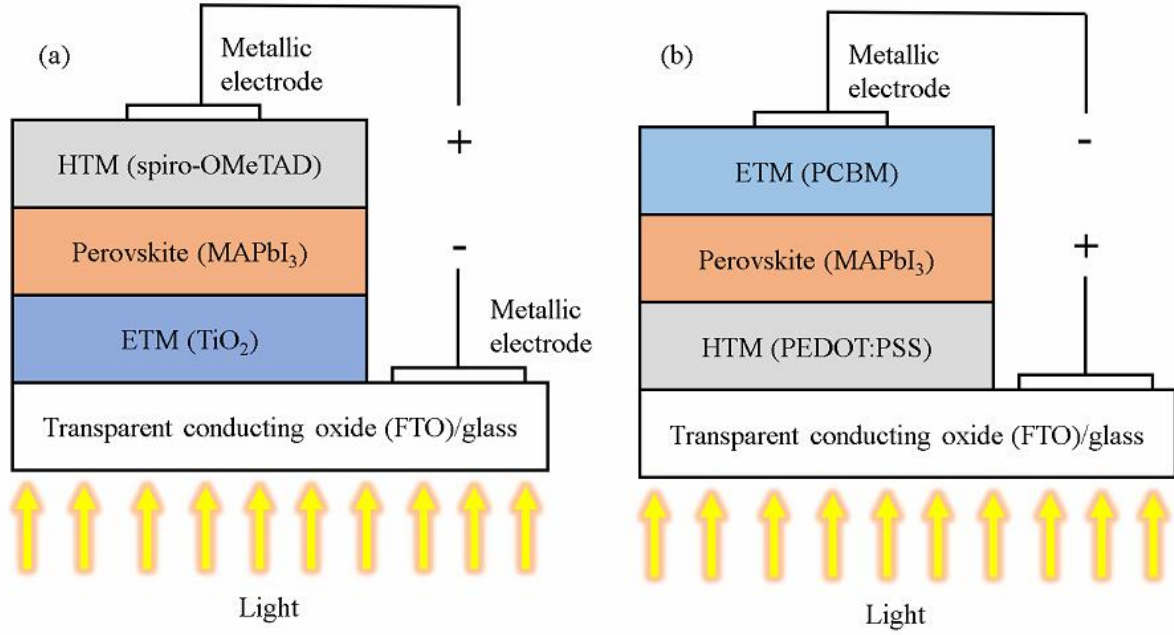 (a)
Metallic
electrode
HTM (spiro-OMeTAD)
+
Perovskite (MAPbI₃)
-
Metallic
electrode
ETM (TiO₂)
Transparent conducting oxide (FTO)/glass
Light
(b)
Metallic
electrode
ETM (PCBM)
-
Perovskite (MAPbI₃)
+
HTM (PEDOT:PSS)
Transparent conducting oxide (FTO)/glass
Light